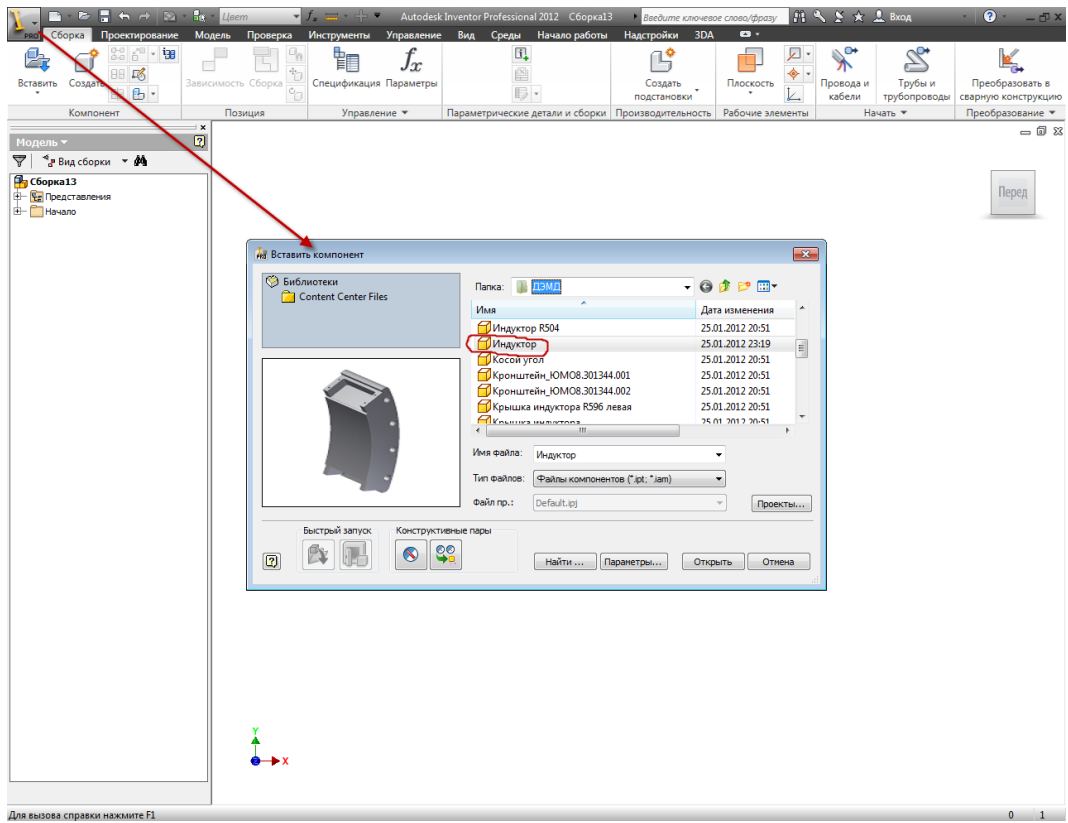 Цвет Autodesk Inventor Professional 2012 Сборка13 Введите ключевое слово/фразу Вход
PRO Сборка Проектирование Модель Проверка Инструменты Управление Вид Среды Начало работы Надстройки 3DA
Вставить Создать Зависимость Сборка Спецификация Параметры Создать подстановки Плоскость Провода и кабели Трубы и трубопроводы Преобразовать в сварную конструкцию
Компонент Позиция Управление Параметрические детали и сборки Производительность Рабочие элементы Начать Преобразование
Модель
Вид сборки
Сборка13
Представления
Начало
Перед
Вставить компонент
Библиотеки
Content Center Files
Папка: ДЭМД
Имя Дата изменения
Индуктор R504 25.01.2012 20:51
Индуктор 25.01.2012 23:19
Косой угол 25.01.2012 20:51
Кронштейн_ЮМО8.301344.001 25.01.2012 20:51
Кронштейн_ЮМО8.301344.002 25.01.2012 20:51
Крышка индуктора R596 левая 25.01.2012 20:51
Крышка индуктора 25.01.2012 20:51
Имя файла: Индуктор
Тип файлов: Файлы компонентов (*.ipt; *.iam)
Файл пр.: Default.ipj Проекты...
Быстрый запуск Конструктивные пары
Найти ... Параметры... Открыть Отмена
Y
Z X
Для вызова справки нажмите F1 0 1